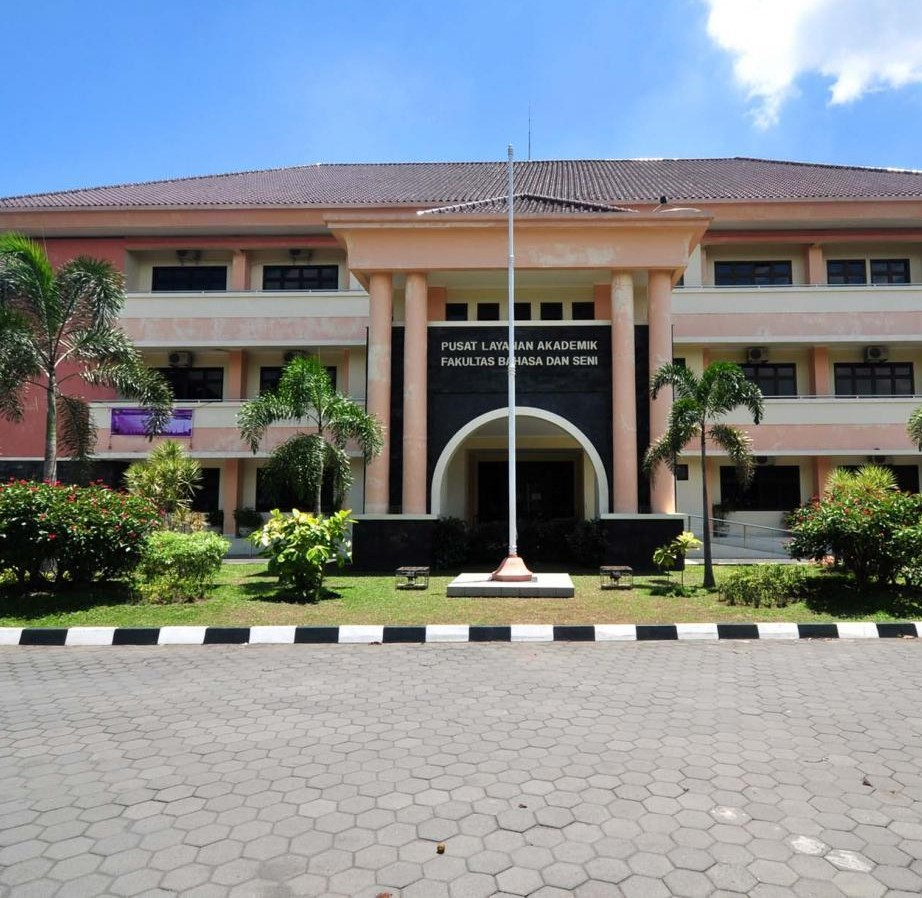 PUSAT LAYANAN AKADEMIK
FAKULTAS BAHASA DAN SENI